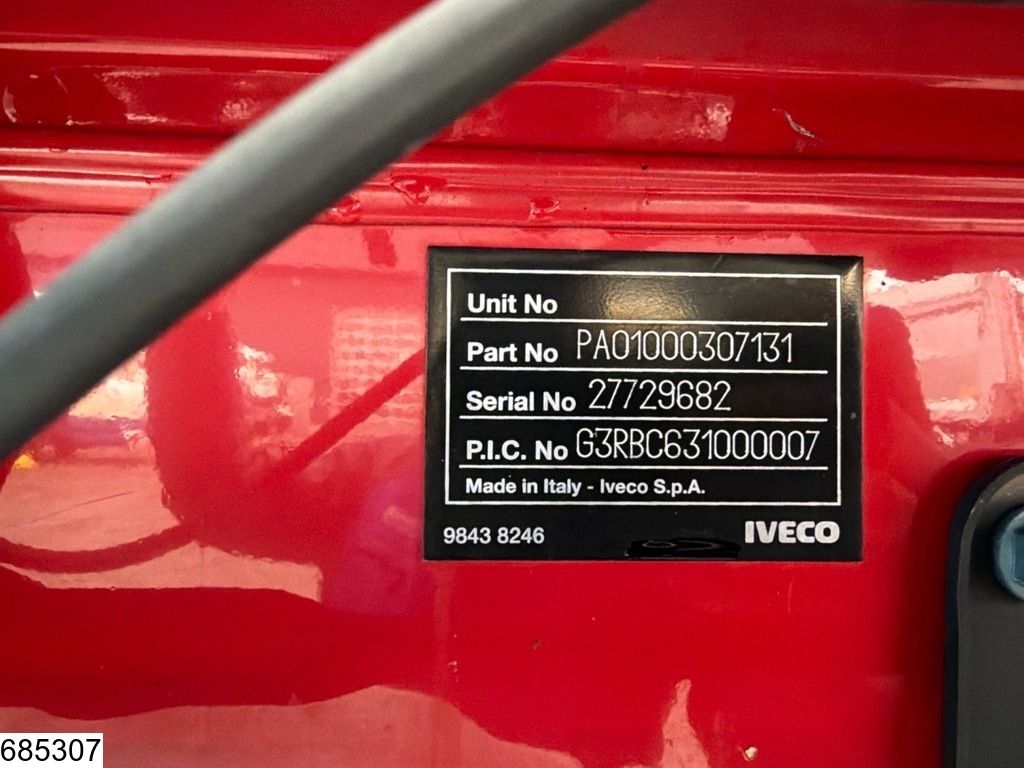 Unit No
Part No PA01000307131
Serial No 27729682
P.I.C. No G3RBC631000007
Made in Italy - Iveco S.p.A.
9843 8246 IVECO
685307